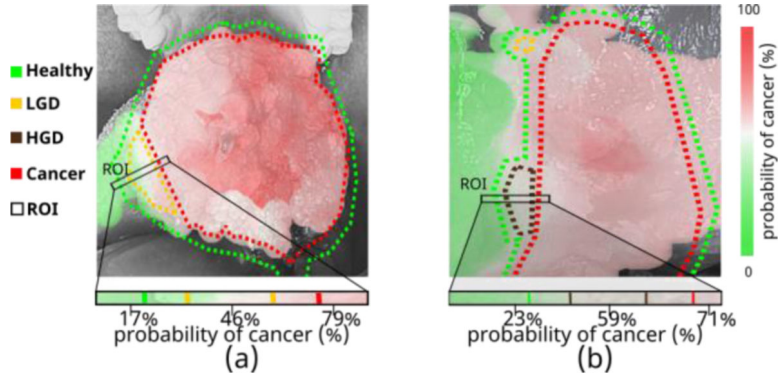 Healthy
LGD
HGD
Cancer
ROI
ROI
17% 46% 79%
probability of cancer (%)
(a)
ROI
23% 59% 71%
probability of cancer (%)
(b)
100
probability of cancer (%)
0